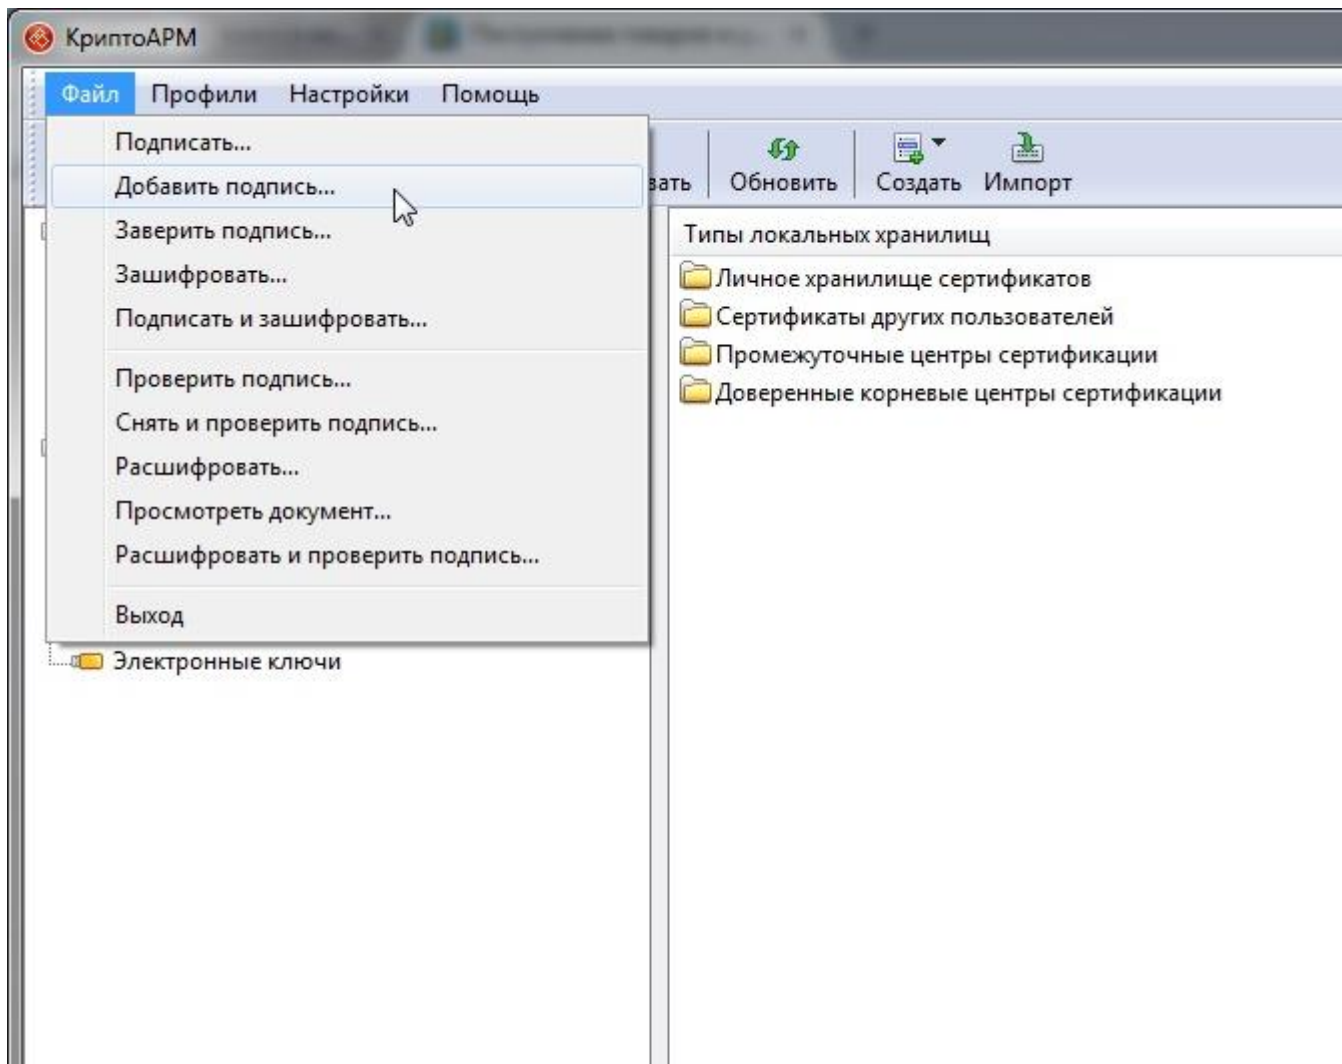 КриптоАРМ
Файл Профили Настройки Помощь
Подписать...
Добавить подпись...
Заверить подпись...
Зашифровать...
Подписать и зашифровать...
Проверить подпись...
Снять и проверить подпись...
Расшифровать...
Просмотреть документ...
Расшифровать и проверить подпись...
Выход
Электронные ключи
вать Обновить Создать Импорт
Типы локальных хранилищ
Личное хранилище сертификатов
Сертификаты других пользователей
Промежуточные центры сертификации
Доверенные корневые центры сертификации